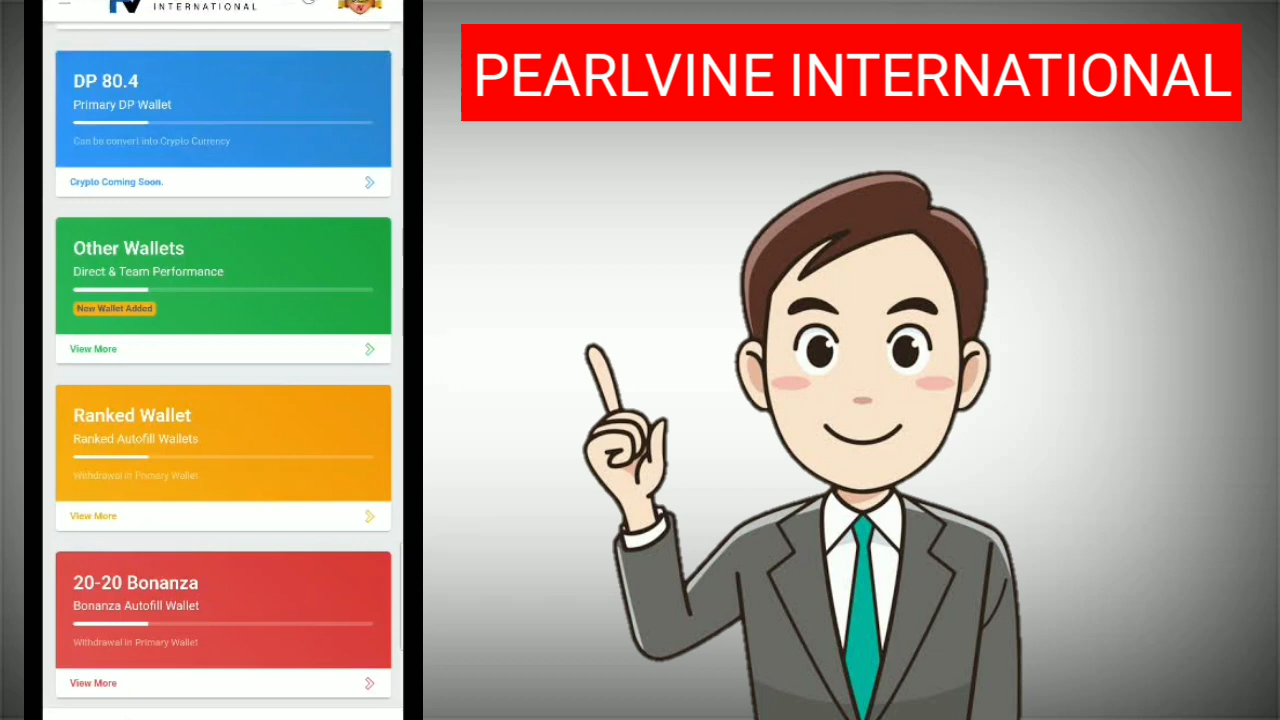 INTERNATIONAL
DP 80.4
Primary DP Wallet
Can be convert into Crypto Currency
Crypto Coming Soon.
Other Wallets
Direct & Team Performance
New Wallet Added
View More
Ranked Wallet
Ranked Autofill Wallets
Withdrawal in Primary Wallet
View More
20-20 Bonanza
Bonanza Autofill Wallet
Withdrawal in Primary Wallet
View More
PEARLVINE INTERNATIONAL